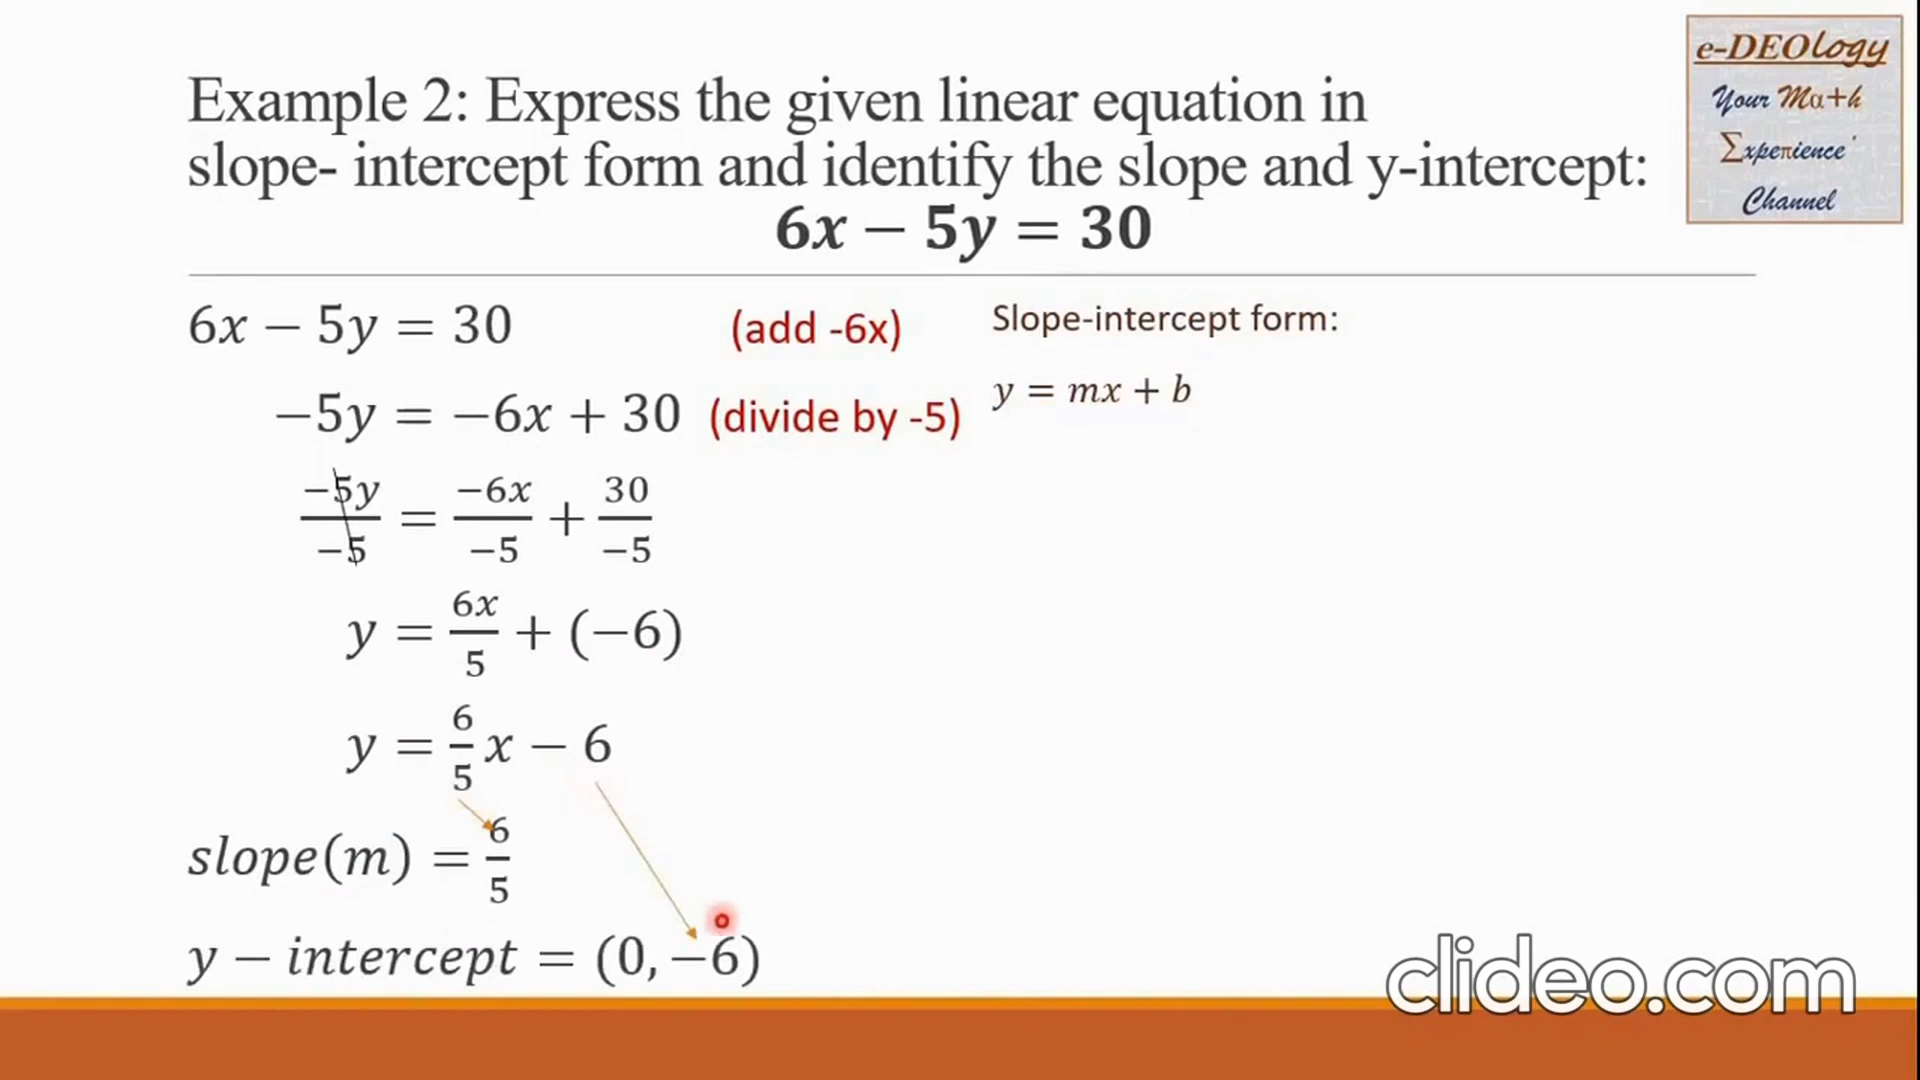 e-DEOlogy
Your Mα+h
Σxpeπience
Channel
Example 2: Express the given linear equation in
slope- intercept form and identify the slope and y-intercept:
6x − 5y = 30
6x − 5y = 30 (add -6x) Slope-intercept form:
−5y = −6x + 30 (divide by -5) y = mx + b
−5y/−5 = −6x/−5 + 30/−5
y = 6x/5 + (−6)
y = 6/5 x − 6
slope(m) = 6/5
y − intercept = (0, −6)
clideo.com